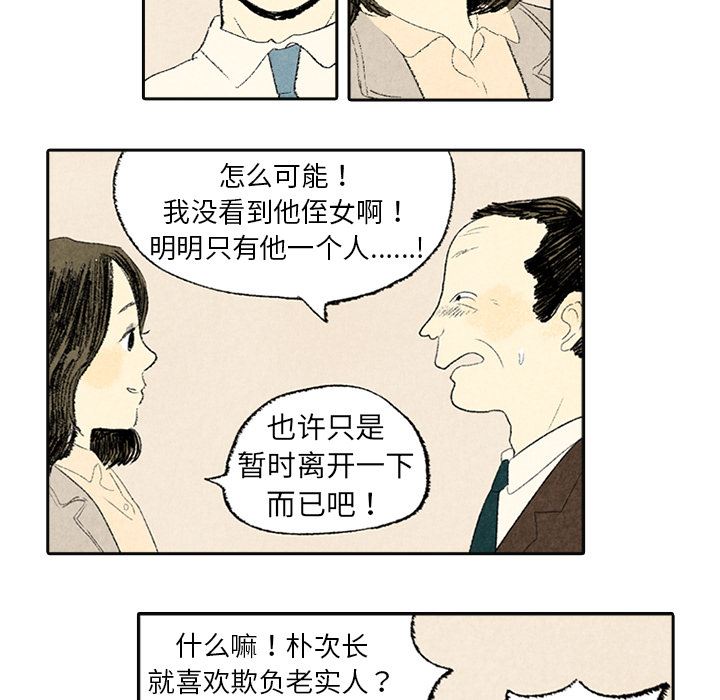 怎么可能！
我没看到他侄女啊！
明明只有他一个人......!
也许只是
暂时离开一下
而已吧！
什么嘛！朴次长
就喜欢欺负老实人？